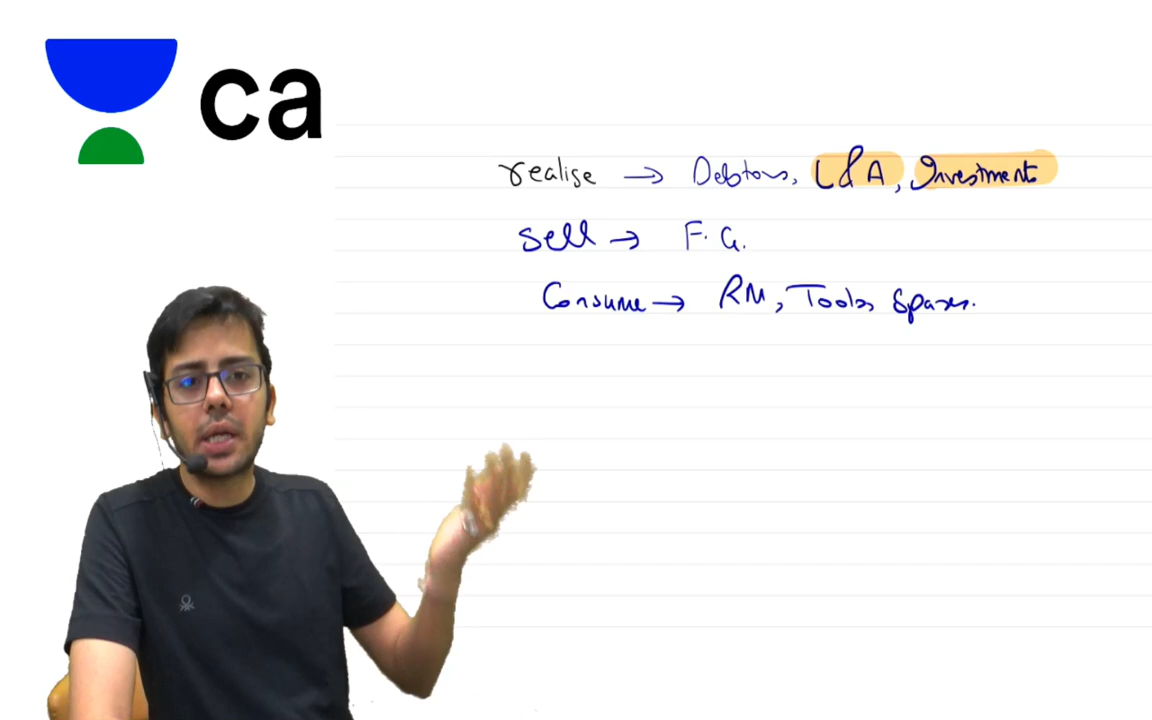 ca
realise → Debtors, L&A, Investment
Sell → F.G.
Consume → RM, Tools, Spares.